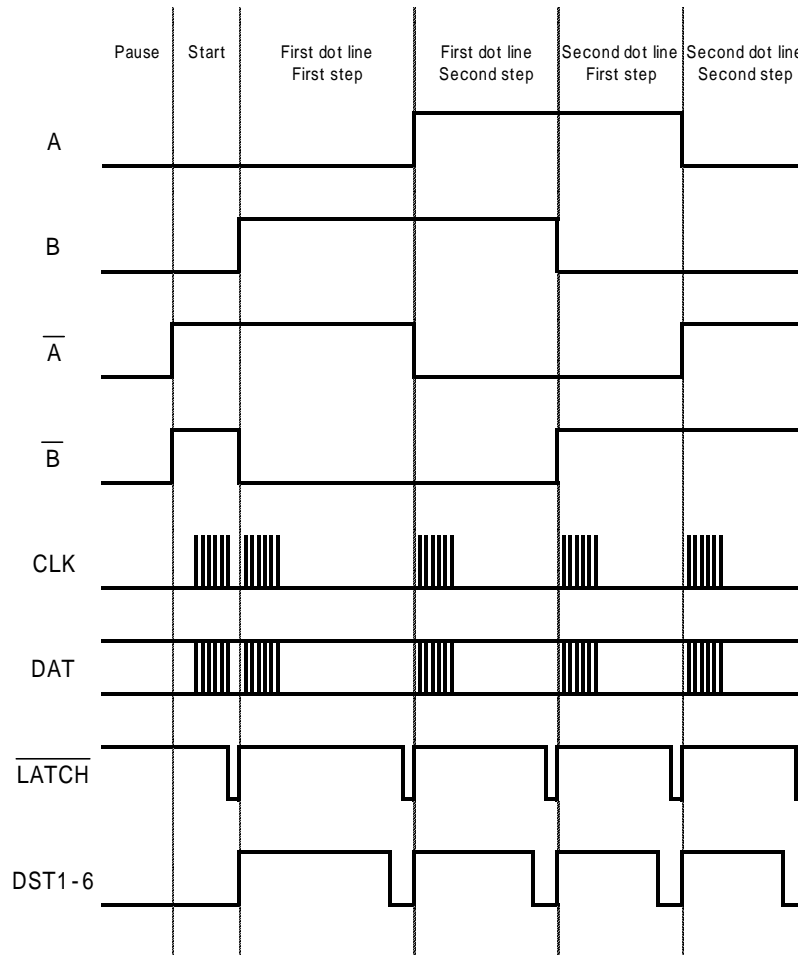 Pause
Start
First dot line
First step
First dot line
Second step
Second dot line
First step
Second dot line
Second step
A
B
A̅
B̅
CLK
DAT
L̅A̅T̅C̅H̅
DST1-6